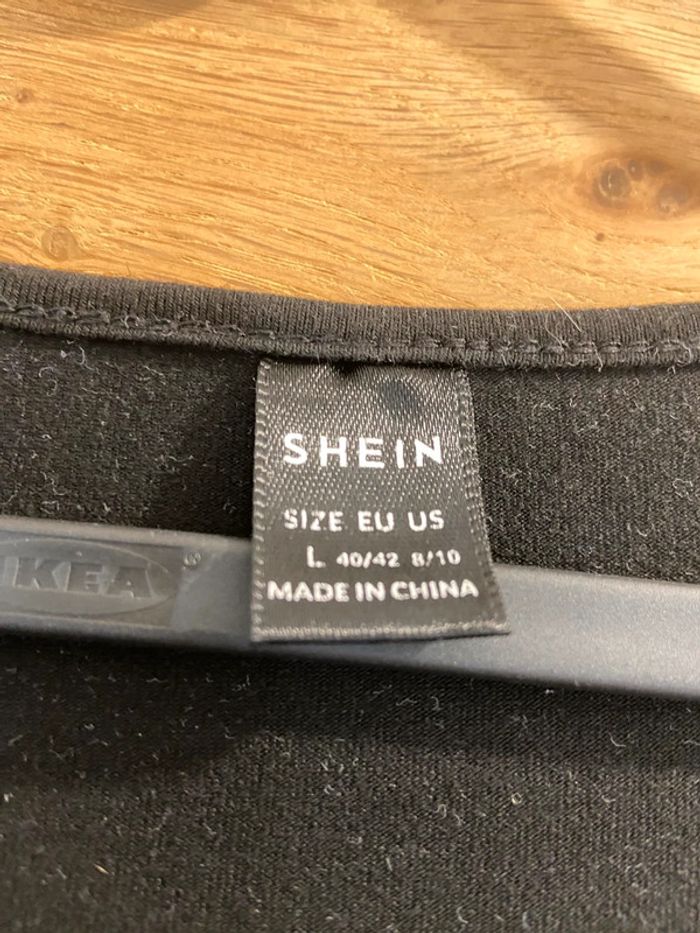 SHEIN
SIZE EU US
L 40/42 8/10
MADE IN CHINA
IKEA ®